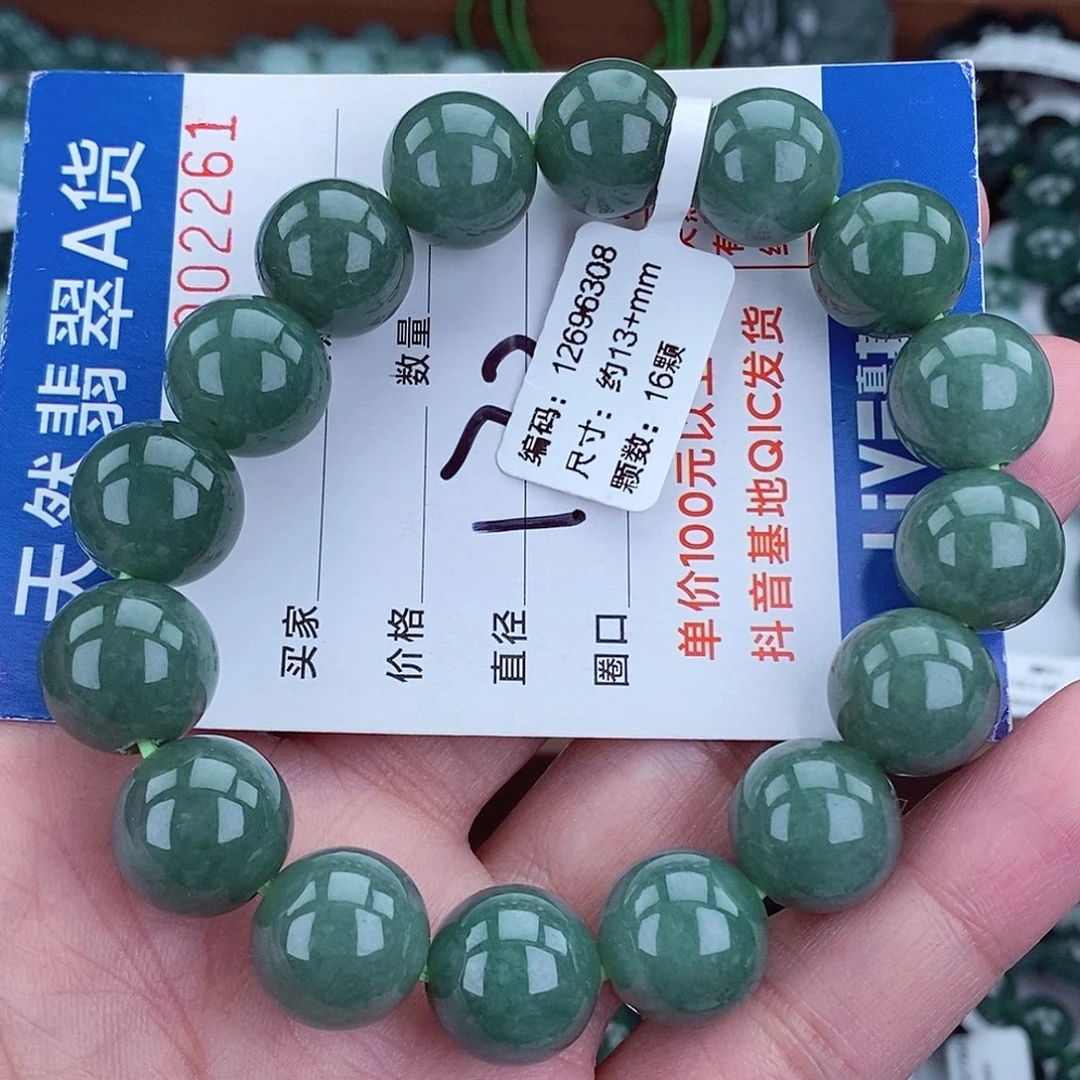 天然翡翠A货
002261
买家
数量
价格
直径
圈口
编码：12696308
尺寸：约13+mm
颗数：16颗
单价100元以上
抖音基地QIC发货